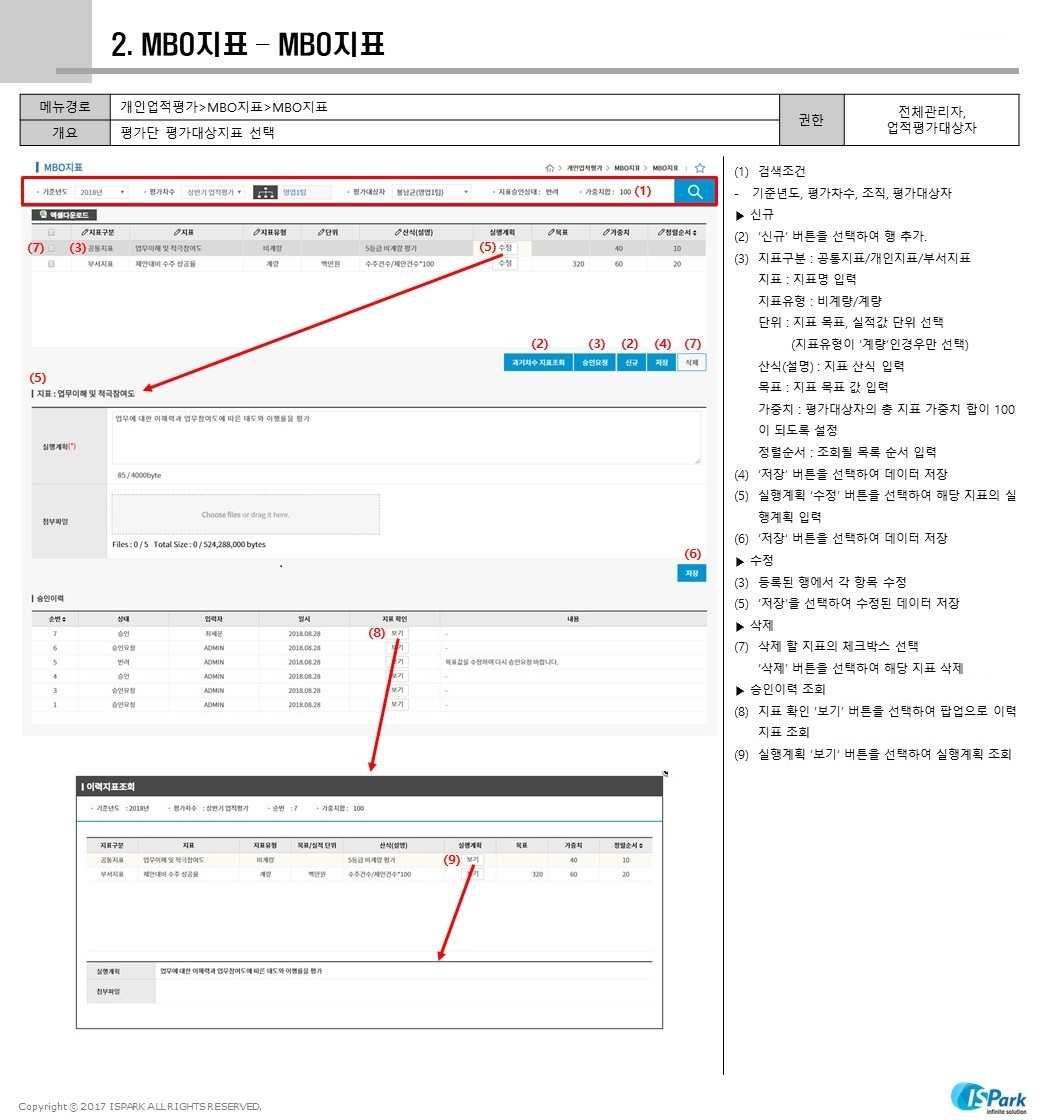 2. MBO지표 – MBO지표
메뉴경로 개인업적평가>MBO지표>MBO지표 권한 전체관리자, 업적평가대상자
개요 평가단 평가대상지표 선택
MBO지표
개인업적평가 > MBO지표 > MBO지표
기준년도 2018년 평가차수 상반기 업적평가 영업1팀 평가대상자 봉남군(영업1팀) 지표승인상태 : 반려 가중치합 : 100 (1)
엑셀다운로드
지표구분 지표 지표유형 단위 산식(설명) 실행계획 목표 가중치 정렬순서
(7) (3) 공통지표 업무이해 및 적극참여도 비계량 5등급 비계량 평가 (5) 수정 40 10
부서지표 제안대비 수주 성공율 계량 백만원 수주건수/제안건수*100 수정 320 60 20
(2) (3) (2) (4) (7)
과거차수 지표조회 승인요청 신규 저장 삭제
(5)
지표 : 업무이해 및 적극참여도
실행계획(*)
업무에 대한 이해력과 업무참여도에 따른 태도와 이행률을 평가
85 / 4000byte
첨부파일
Choose files or drag it here.
Files : 0 / 5 Total Size : 0 / 524,288,000 bytes
(6)
저장
승인이력
순번 상태 입력자 일시 지표 확인 내용
7 승인 최세운 2018.08.28 (8) 보기 -
6 승인요청 ADMIN 2018.08.28 보기 -
5 반려 ADMIN 2018.08.28 보기 목표값을 수정하여 다시 승인요청 바랍니다.
4 승인 ADMIN 2018.08.28 보기 -
3 승인요청 ADMIN 2018.08.28 보기 -
1 승인요청 ADMIN 2018.08.28 보기 -
이력지표조회
기준년도 : 2018년 평가차수 : 상반기 업적평가 순번 : 7 가중치합 : 100
지표구분 지표 지표유형 목표/실적 단위 산식(설명) 실행계획 목표 가중치 정렬순서
공통지표 업무이해 및 적극참여도 비계량 5등급 비계량 평가 (9) 보기 40 10
부서지표 제안대비 수주 성공율 계량 백만원 수주건수/제안건수*100 보기 320 60 20
실행계획 업무에 대한 이해력과 업무참여도에 따른 태도와 이행률을 평가
첨부파일
(1) 검색조건
- 기준년도, 평가차수, 조직, 평가대상자
▶ 신규
(2) '신규' 버튼을 선택하여 행 추가.
(3) 지표구분 : 공통지표/개인지표/부서지표
지표 : 지표명 입력
지표유형 : 비계량/계량
단위 : 지표 목표, 실적값 단위 선택
(지표유형이 '계량'인경우만 선택)
산식(설명) : 지표 산식 입력
목표 : 지표 목표 값 입력
가중치 : 평가대상자의 총 지표 가중치 합이 100
이 되도록 설정
정렬순서 : 조회될 목록 순서 입력
(4) '저장' 버튼을 선택하여 데이터 저장
(5) 실행계획 '수정' 버튼을 선택하여 해당 지표의 실
행계획 입력
(6) '저장' 버튼을 선택하여 데이터 저장
▶ 수정
(3) 등록된 행에서 각 항목 수정
(5) '저장'을 선택하여 수정된 데이터 저장
▶ 삭제
(7) 삭제 할 지표의 체크박스 선택
'삭제' 버튼을 선택하여 해당 지표 삭제
▶ 승인이력 조회
(8) 지표 확인 '보기' 버튼을 선택하여 팝업으로 이력
지표 조회
(9) 실행계획 '보기' 버튼을 선택하여 실행계획 조회
Copyright ⓒ 2017 ISPARK ALL RIGHTS RESERVED.
ISPark
infinite solution